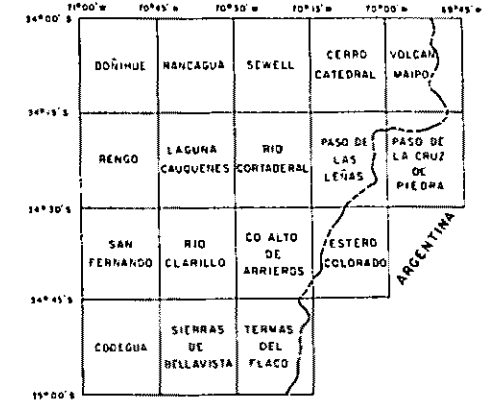 71°00'W 70°45' 70°30' 70°15' 70°00' 69°45'W
34°00'S
DOÑIHUE
RANCAGUA
SEWELL
CERRO
CATEDRAL
VOLCAN
MAIPO
34°15'S
RENGO
LAGUNA
CAUQUENES
RIO
CORTADERAL
PASO DE
LAS
LEÑAS
PASO DE
LA CRUZ
DE
PIEDRA
34°30'S
SAN
FERNANDO
RIO
CLARILLO
CO ALTO
DE
ARRIEROS
ESTERO
COLORADO
ARGENTINA
34°45'S
CODEGUA
SIERRAS
DE
BELLAVISTA
TERMAS
DEL
FLACO
35°00'S